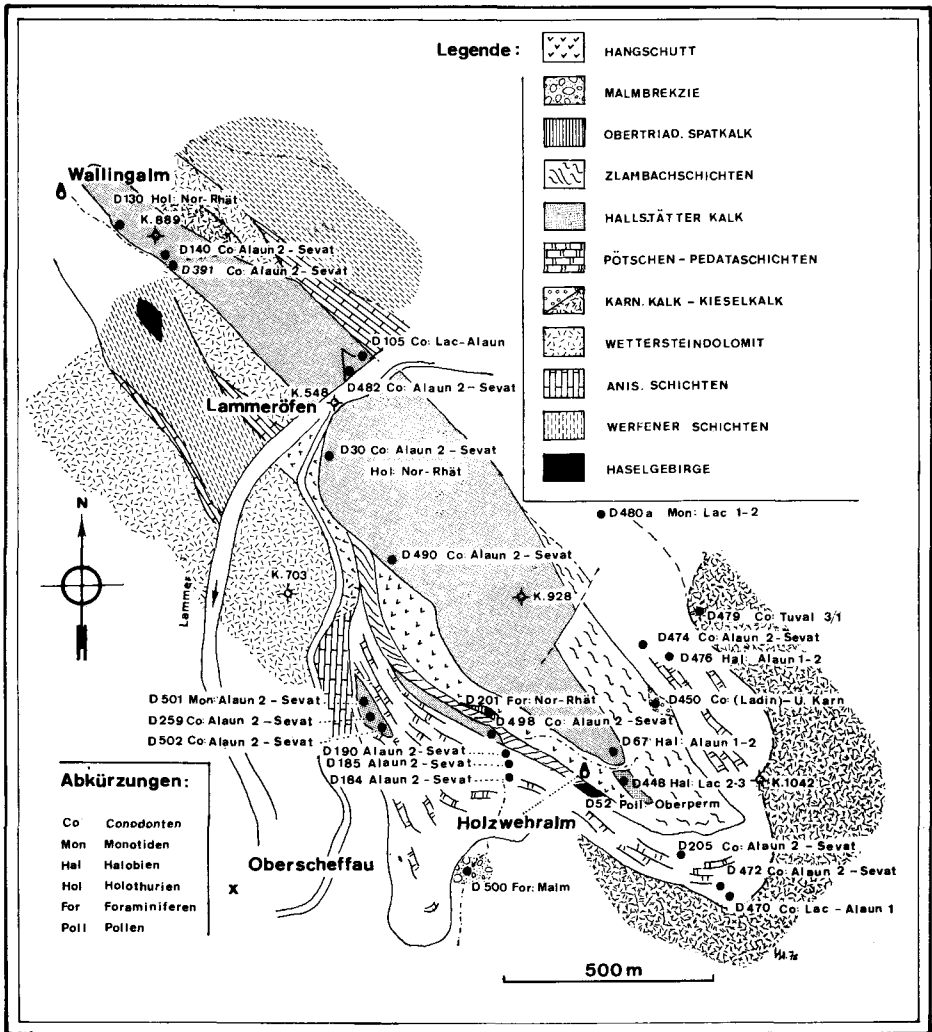 Legende :
HANGSCHUTT
MALMBREKZIE
OBERTRIAD. SPATKALK
ZLAMBACHSCHICHTEN
HALLSTÄTTER KALK
PÖTSCHEN - PEDATASCHICHTEN
KARN. KALK - KIESELKALK
WETTERSTEINDOLOMIT
ANIS. SCHICHTEN
WERFENER SCHICHTEN
HASELGEBIRGE
Wallingalm
D130 Hol: Nor-Rhät
K. 889
D140 Co: Alaun 2 - Sevat
D391 Co: Alaun 2 - Sevat
D105 Co: Lac-Alaun
K. 548
D482 Co: Alaun 2 - Sevat
Lammeröfen
D30 Co: Alaun 2 - Sevat
Hol: Nor-Rhät
N
D480a Mon: Lac 1-2
D490 Co: Alaun 2 - Sevat
K. 703
K. 928
Lammer
D479 Co: Tuval 3/1
D474 Co: Alaun 2 - Sevat
D476 Hal: Alaun 1-2
D501 Mon: Alaun 2 - Sevat
D201 For: Nor-Rhät
D450 Co: (Ladin) - U. Karn
D259 Co: Alaun 2 - Sevat
D498 Co: Alaun 2 - Sevat
D502 Co: Alaun 2 - Sevat
D190 Alaun 2 - Sevat
D67 Hal: Alaun 1-2
D185 Alaun 2 - Sevat
D184 Alaun 2 - Sevat
D448 Hal: Lac 2-3
K. 1042
D52 Poll: Oberperm
Holzwehralm
Abkürzungen :
Co Conodonten
Mon Monotiden
Hal Halobien
Hol Holothurien
For Foraminiferen
Poll Pollen
Oberscheffau
x
D205 Co: Alaun 2 - Sevat
D472 Co: Alaun 2 - Sevat
D500 For: Malm
D470 Co: Lac - Alaun 1
500 m